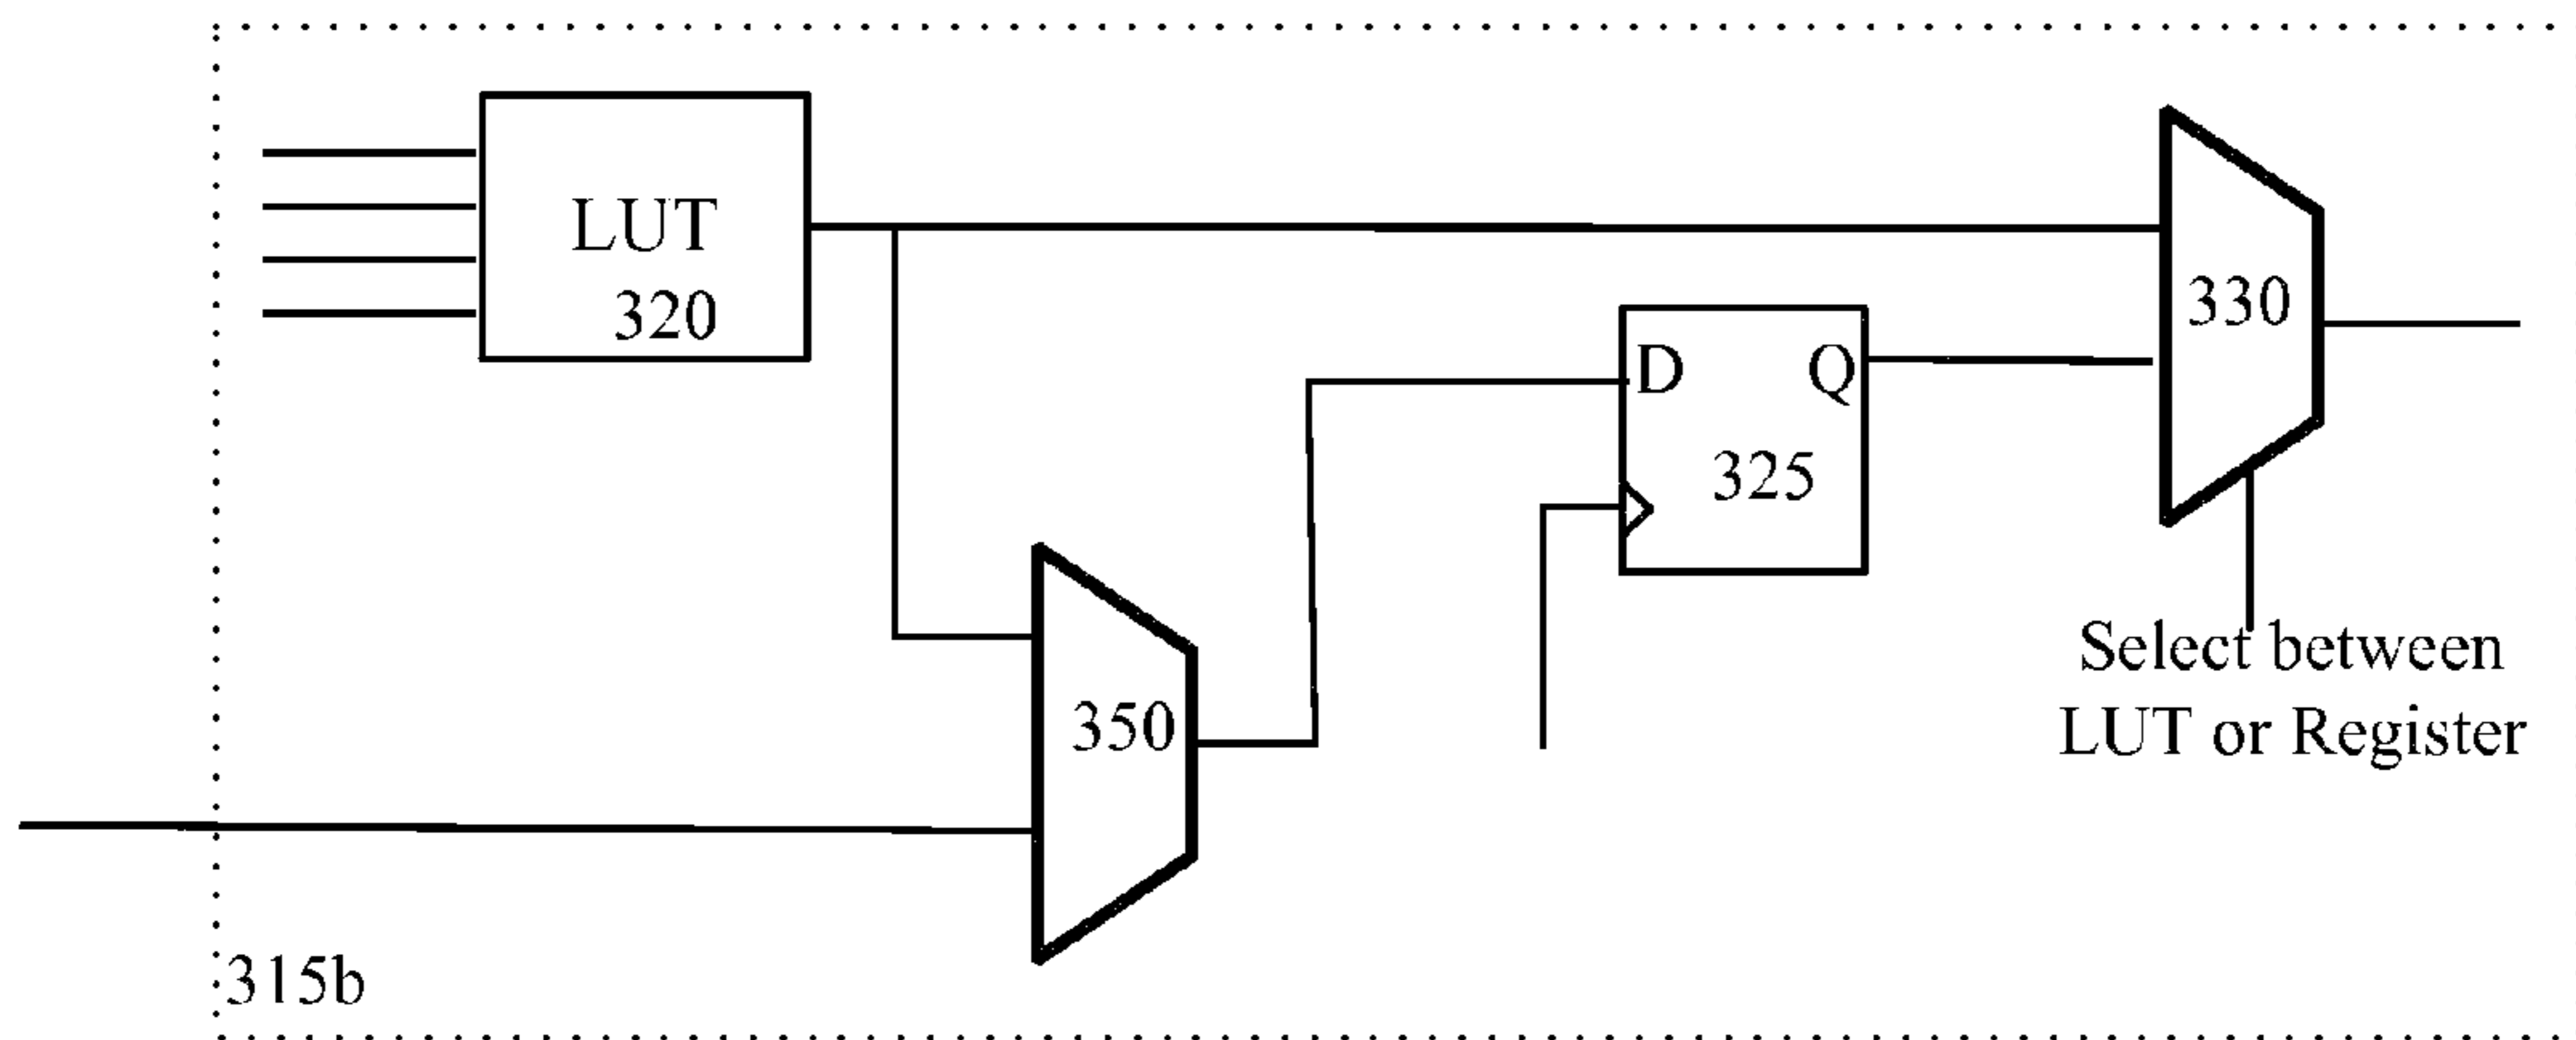 LUT
320
330
D Q
325
Select between
LUT or Register
350
315b